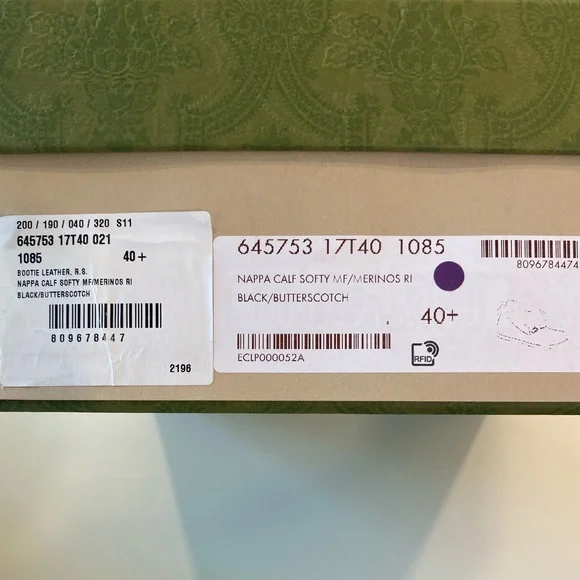 200 / 190 / 040 / 320 S11
645753 17T40 021
1085 40+
BOOTIE LEATHER, R.S.
NAPPA CALF SOFTY MF/MERINOS RI
BLACK/BUTTERSCOTCH
809678447
2196
645753 17T40 1085
8096784474
NAPPA CALF SOFTY MF/MERINOS RI
BLACK/BUTTERSCOTCH
40+
ECLP000052A
RFID